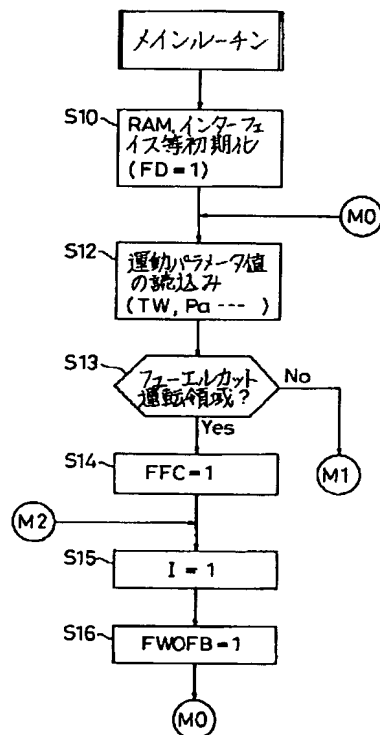 メインルーチン
S10
RAM,インターフェ
イス等初期化
(FD=1)
M0
S12
運動パラメータ値
の読込み
(TW, Pa ---)
S13
フューエルカット
運転領域?
No
Yes
M1
S14
FFC=1
M2
S15
I = 1
S16
FWOFB=1
M0